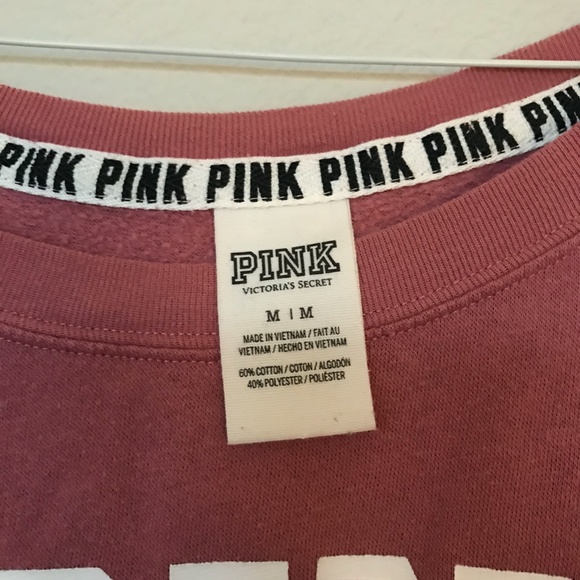 PINK PINK PINK PINK PINK PIN
PINK
VICTORIA'S SECRET
M | M
MADE IN VIETNAM / FAIT AU
VIETNAM / HECHO EN VIETNAM
60% COTTON / COTON / ALGODÓN
40% POLYESTER / POLIÉSTER